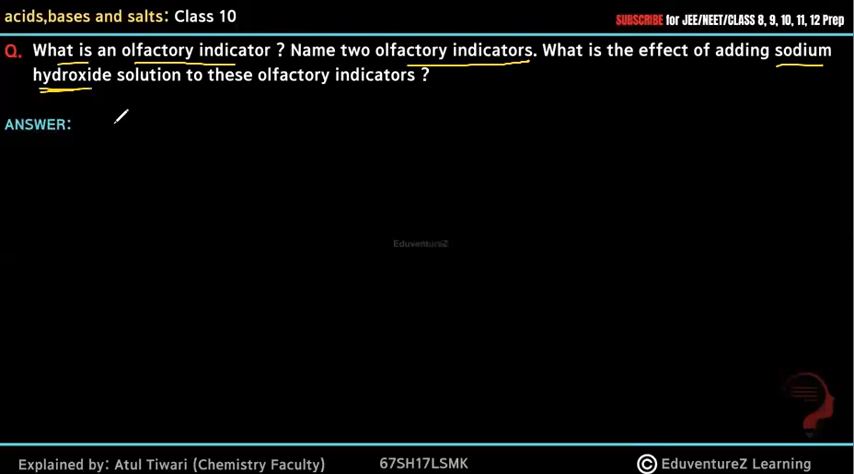 acids,bases and salts: Class 10
SUBSCRIBE for JEE/NEET/CLASS 8, 9, 10, 11, 12 Prep
Q. What is an olfactory indicator ? Name two olfactory indicators. What is the effect of adding sodium
hydroxide solution to these olfactory indicators ?
ANSWER:
EduventureZ
Explained by: Atul Tiwari (Chemistry Faculty)
67SH17LSMK
© EduventureZ Learning